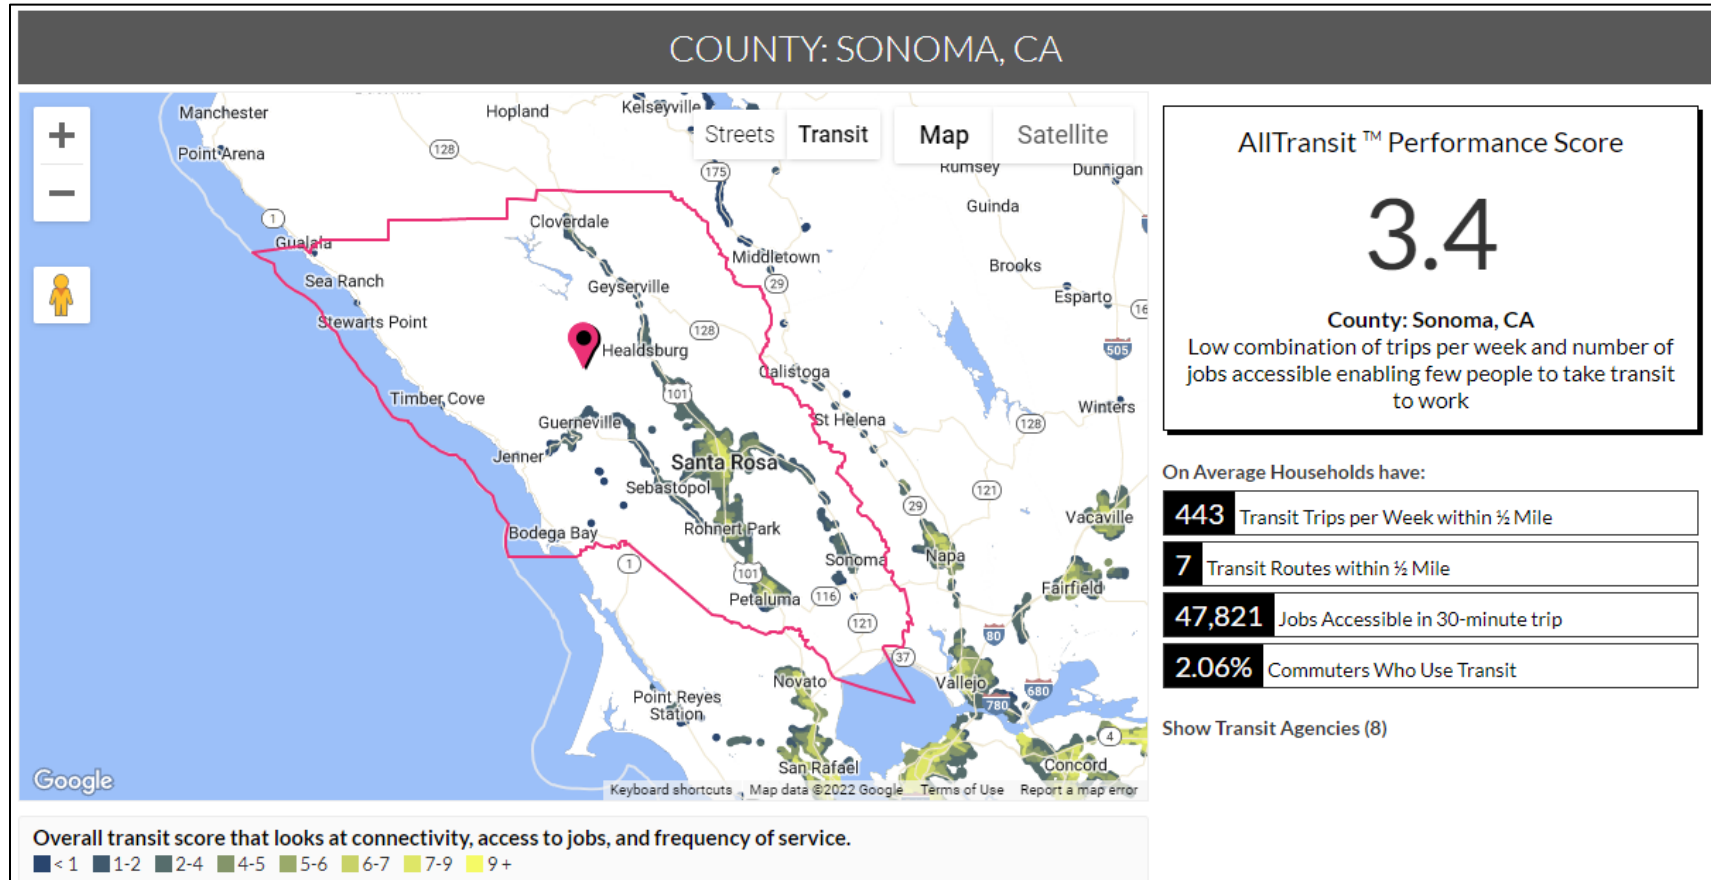 COUNTY: SONOMA, CA
Manchester
Hopland
Kelseyville
Streets
Transit
Map
Satellite
+
−
Point Arena
128
175
Rumsey
Dunnigan
Guinda
1
Cloverdale
Gualala
Middletown
Brooks
Sea Ranch
Geyserville
29
Esparto
16
Stewarts Point
128
505
Healdsburg
Calistoga
Timber Cove
101
Winters
Guerneville
St Helena
128
Jenner
Santa Rosa
Sebastopol
121
29
Vacaville
Bodega Bay
Rohnert Park
1
Sonoma
Napa
101
Petaluma
116
Fairfield
121
80
37
Novato
Vallejo
680
780
Point Reyes
Station
4
San Rafael
Concord
Google
Keyboard shortcuts
Map data ©2022 Google
Terms of Use
Report a map error
Overall transit score that looks at connectivity, access to jobs, and frequency of service.
< 1 1-2 2-4 4-5 5-6 6-7 7-9 9 +
AllTransit ™ Performance Score
3.4
County: Sonoma, CA
Low combination of trips per week and number of
jobs accessible enabling few people to take transit
to work
On Average Households have:
443 Transit Trips per Week within ½ Mile
7 Transit Routes within ½ Mile
47,821 Jobs Accessible in 30-minute trip
2.06% Commuters Who Use Transit
Show Transit Agencies (8)